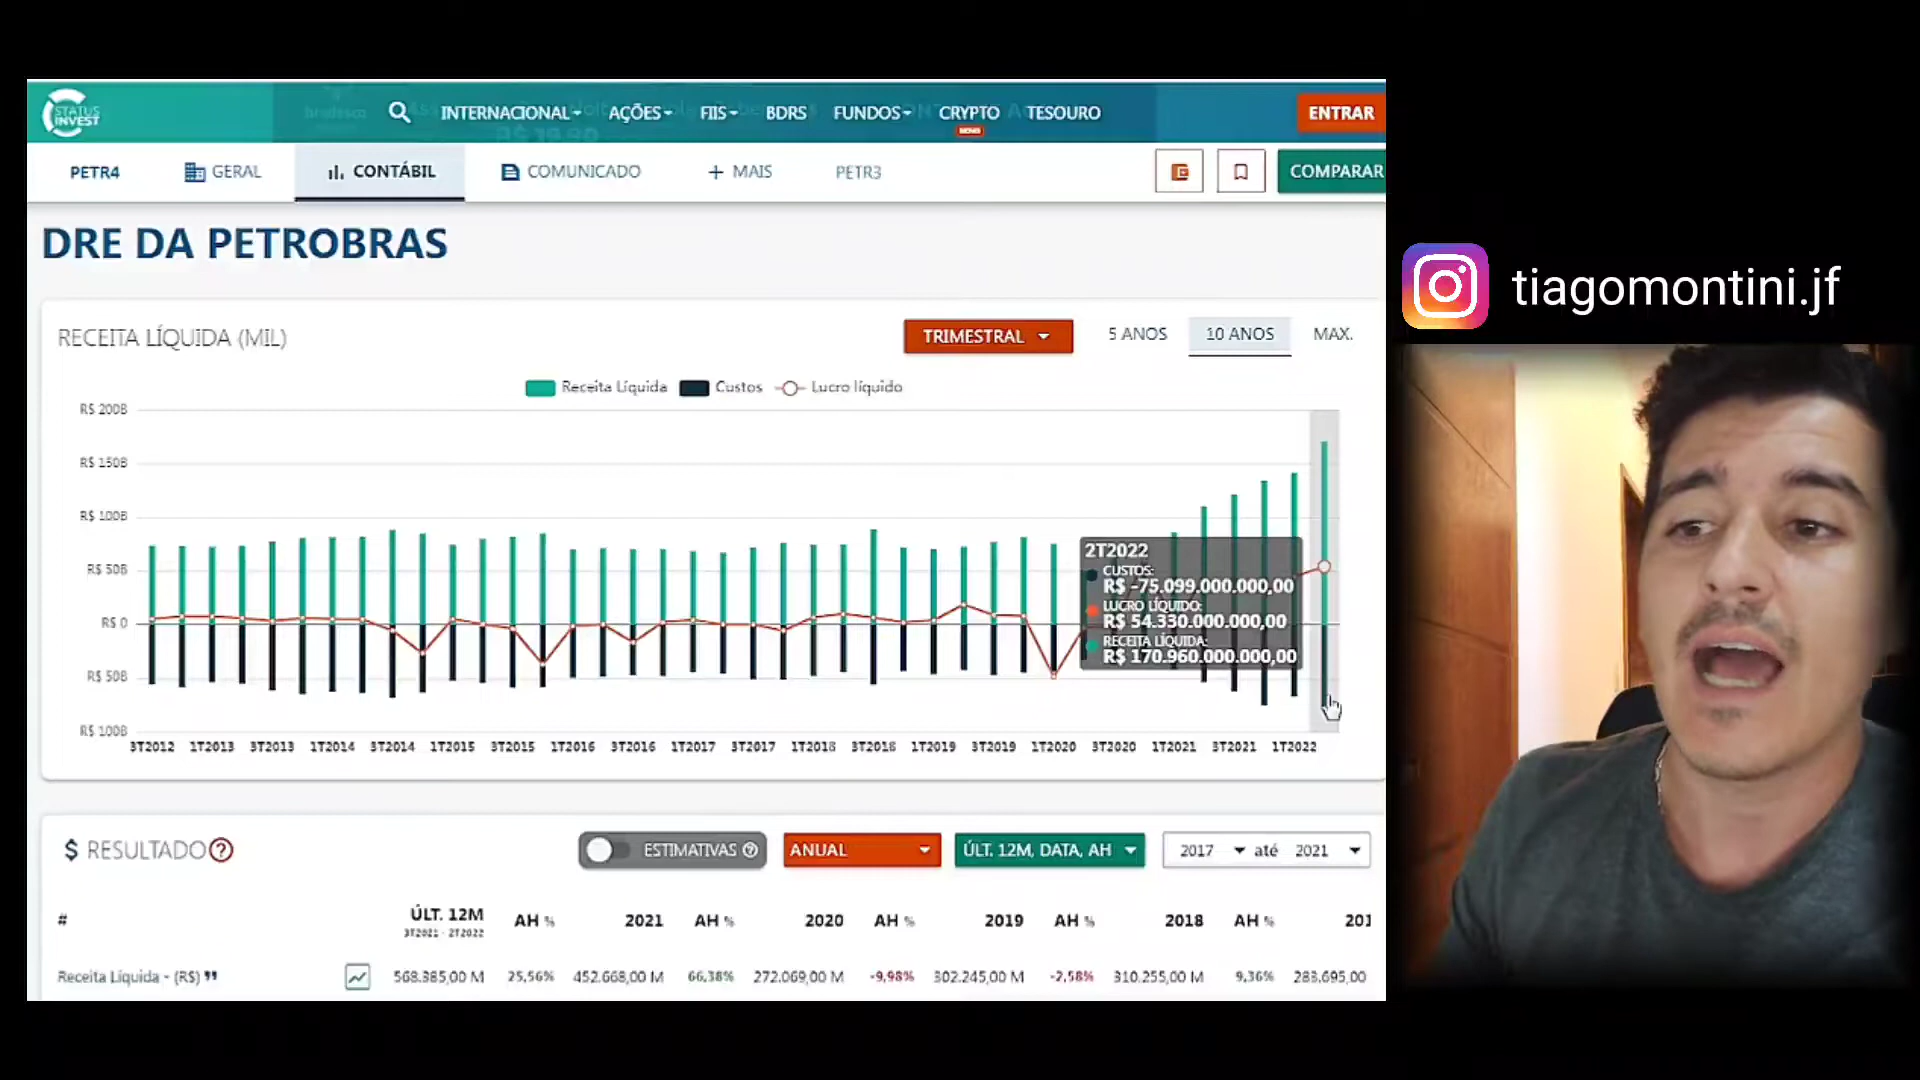 STATUS
INVEST
INTERNACIONAL
AÇÕES
FIIS
BDRS
FUNDOS
CRYPTO
NOVO
TESOURO
ENTRAR
PETR4
GERAL
CONTÁBIL
COMUNICADO
+ MAIS
PETR3
COMPARAR
DRE DA PETROBRAS
tiagomontini.jf
RECEITA LÍQUIDA (MIL)
TRIMESTRAL
5 ANOS
10 ANOS
MAX.
Receita Líquida
Custos
Lucro líquido
R$ 200B
R$ 150B
R$ 100B
R$ 50B
R$ 0
R$ 50B
R$ 100B
2T2022
CUSTOS:
R$ -75.099.000.000,00
LUCRO LÍQUIDO:
R$ 54.330.000.000,00
RECEITA LÍQUIDA:
R$ 170.960.000.000,00
3T2012 1T2013 3T2013 1T2014 3T2014 1T2015 3T2015 1T2016 3T2016 1T2017 3T2017 1T2018 3T2018 1T2019 3T2019 1T2020 3T2020 1T2021 3T2021 1T2022
$ RESULTADO ?
ESTIMATIVAS ?
ANUAL
ÚLT. 12M, DATA, AH
2017 até 2021
# ÚLT. 12M AH % 2021 AH % 2020 AH % 2019 AH % 2018 AH % 201
3T2021 - 2T2022
Receita Líquida - (R$) 568.385,00 M 25,56% 452.668,00 M 66,38% 272.069,00 M -9,98% 302.245,00 M -2,58% 310.255,00 M 9,36% 283.695,00